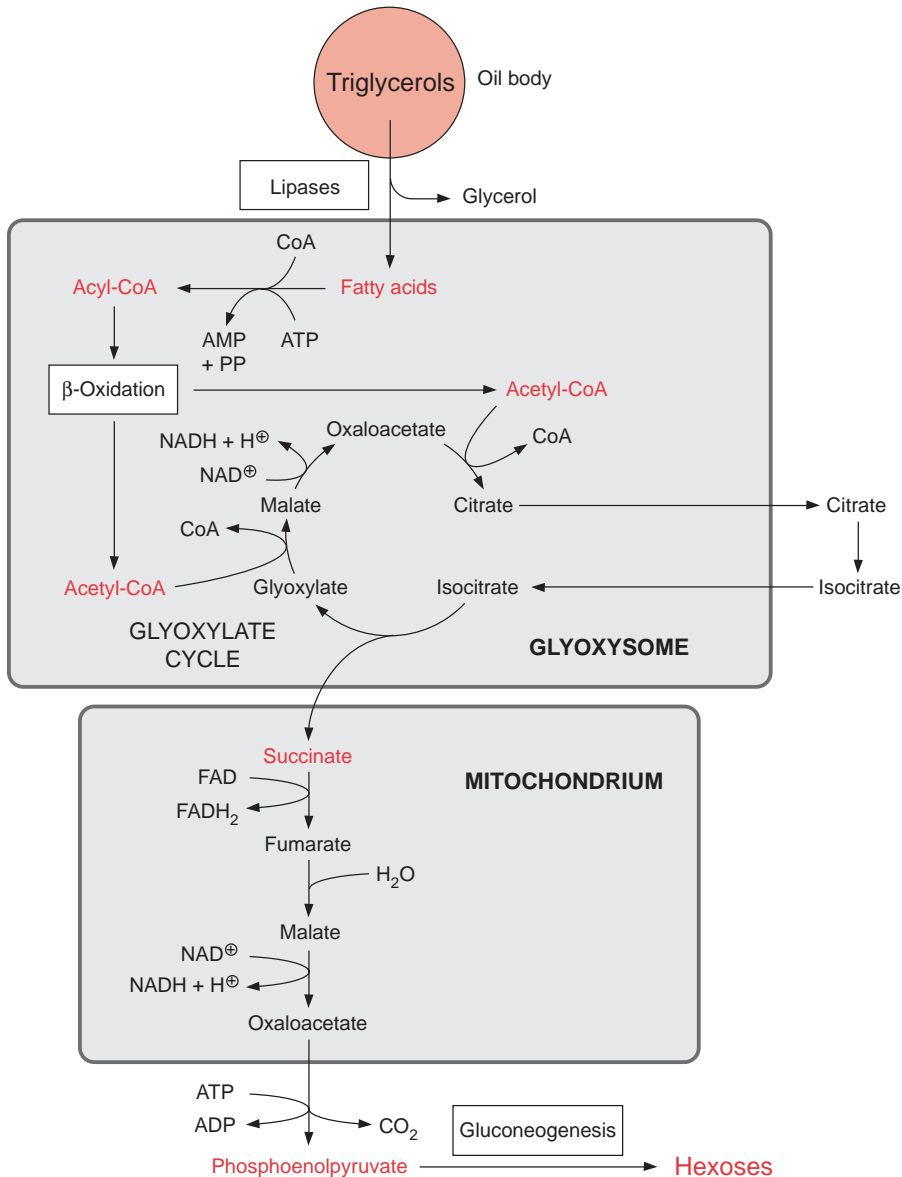 Triglycerols
Oil body
Lipases
Glycerol
CoA
Acyl-CoA
Fatty acids
AMP
+ PP
ATP
β-Oxidation
Acetyl-CoA
NADH + H⊕
Oxaloacetate
CoA
NAD⊕
Malate
Citrate
Citrate
CoA
Acetyl-CoA
Glyoxylate
Isocitrate
Isocitrate
GLYOXYLATE
CYCLE
GLYOXYSOME
Succinate
FAD
MITOCHONDRIUM
FADH₂
Fumarate
H₂O
Malate
NAD⊕
NADH + H⊕
Oxaloacetate
ATP
ADP
CO₂
Gluconeogenesis
Phosphoenolpyruvate
Hexoses